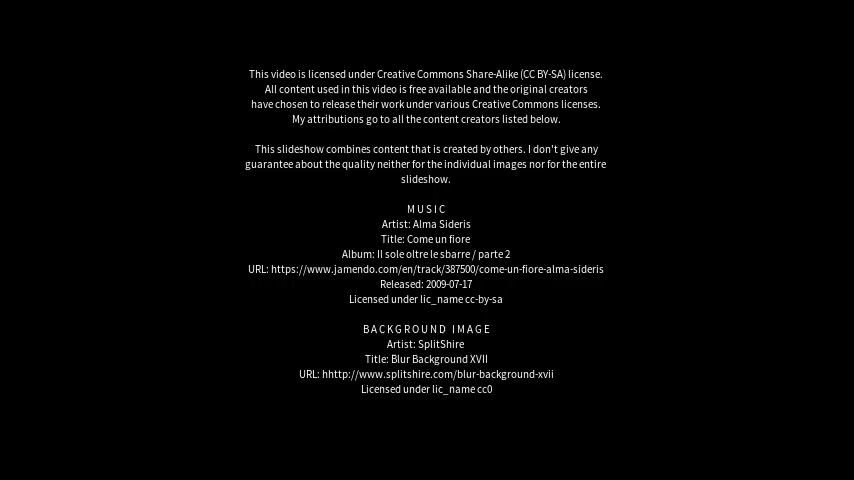 This video is licensed under Creative Commons Share-Alike (CC BY-SA) license.
All content used in this video is free available and the original creators
have chosen to release their work under various Creative Commons licenses.
My attributions go to all the content creators listed below.
This slideshow combines content that is created by others. I don't give any
guarantee about the quality neither for the individual images nor for the entire
slideshow.
MUSIC
Artist: Alma Sideris
Title: Come un fiore
Album: Il sole oltre le sbarre / parte 2
URL: https://www.jamendo.com/en/track/387500/come-un-fiore-alma-sideris
Released: 2009-07-17
Licensed under lic_name cc-by-sa
BACKGROUND IMAGE
Artist: SplitShire
Title: Blur Background XVII
URL: hhttp://www.splitshire.com/blur-background-xvii
Licensed under lic_name cc0